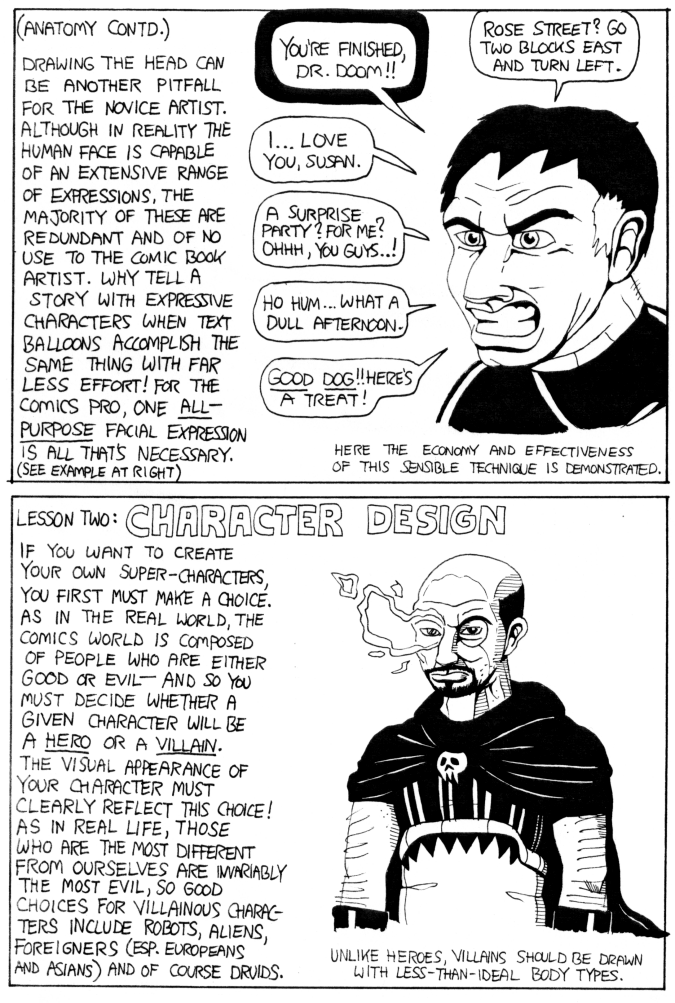 (ANATOMY CONTD.)
DRAWING THE HEAD CAN
BE ANOTHER PITFALL
FOR THE NOVICE ARTIST.
ALTHOUGH IN REALITY THE
HUMAN FACE IS CAPABLE
OF AN EXTENSIVE RANGE
OF EXPRESSIONS, THE
MAJORITY OF THESE ARE
REDUNDANT AND OF NO
USE TO THE COMIC BOOK
ARTIST. WHY TELL A
STORY WITH EXPRESSIVE
CHARACTERS WHEN TEXT
BALLOONS ACCOMPLISH THE
SAME THING WITH FAR
LESS EFFORT! FOR THE
COMICS PRO, ONE ALL-
PURPOSE FACIAL EXPRESSION
IS ALL THAT'S NECESSARY.
(SEE EXAMPLE AT RIGHT)
YOU'RE FINISHED,
DR. DOOM!!
ROSE STREET? GO
TWO BLOCKS EAST
AND TURN LEFT.
I... LOVE
YOU, SUSAN.
A SURPRISE
PARTY? FOR ME?
OHHH, YOU GUYS..!
HO HUM... WHAT A
DULL AFTERNOON.
GOOD DOG!! HERE'S
A TREAT!
HERE THE ECONOMY AND EFFECTIVENESS
OF THIS SENSIBLE TECHNIQUE IS DEMONSTRATED.
LESSON TWO: CHARACTER DESIGN
IF YOU WANT TO CREATE
YOUR OWN SUPER-CHARACTERS,
YOU FIRST MUST MAKE A CHOICE.
AS IN THE REAL WORLD, THE
COMICS WORLD IS COMPOSED
OF PEOPLE WHO ARE EITHER
GOOD OR EVIL— AND SO YOU
MUST DECIDE WHETHER A
GIVEN CHARACTER WILL BE
A HERO OR A VILLAIN.
THE VISUAL APPEARANCE OF
YOUR CHARACTER MUST
CLEARLY REFLECT THIS CHOICE!
AS IN REAL LIFE, THOSE
WHO ARE THE MOST DIFFERENT
FROM OURSELVES ARE INVARIABLY
THE MOST EVIL, SO GOOD
CHOICES FOR VILLAINOUS CHARAC-
TERS INCLUDE ROBOTS, ALIENS,
FOREIGNERS (ESP. EUROPEANS
AND ASIANS) AND OF COURSE DRUIDS.
UNLIKE HEROES, VILLAINS SHOULD BE DRAWN
WITH LESS-THAN-IDEAL BODY TYPES.